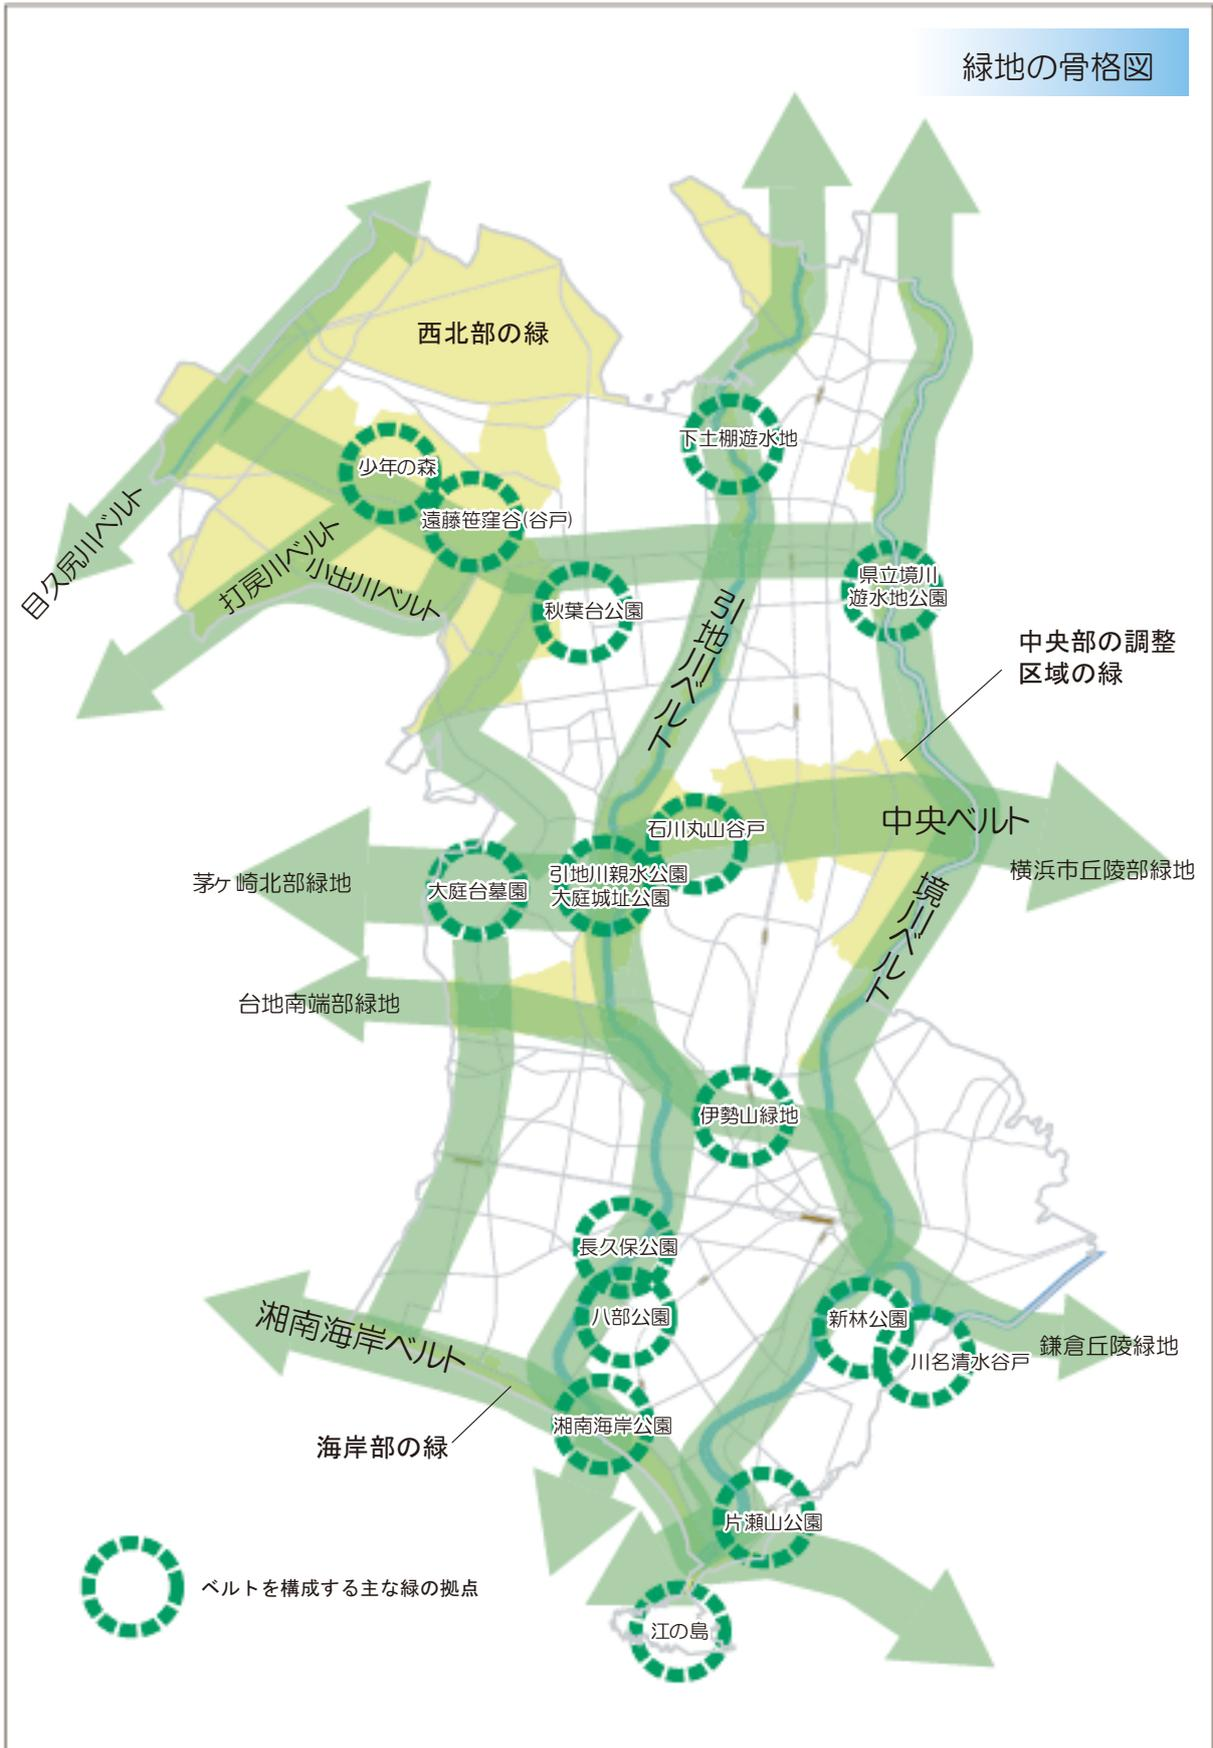 緑地の骨格図
西北部の緑
下土棚遊水地
少年の森
遠藤笹窪谷(谷戸)
目久尻川ベルト
打戻川ベルト
小出川ベルト
秋葉台公園
県立境川
遊水地公園
引地川ベルト
中央部の調整
区域の緑
石川丸山谷戸
中央ベルト
横浜市丘陵部緑地
茅ヶ崎北部緑地
大庭台墓園
引地川親水公園
大庭城址公園
境川ベルト
台地南端部緑地
伊勢山緑地
長久保公園
八部公園
新林公園
川名清水谷戸
鎌倉丘陵緑地
湘南海岸ベルト
湘南海岸公園
海岸部の緑
片瀬山公園
ベルトを構成する主な緑の拠点
江の島